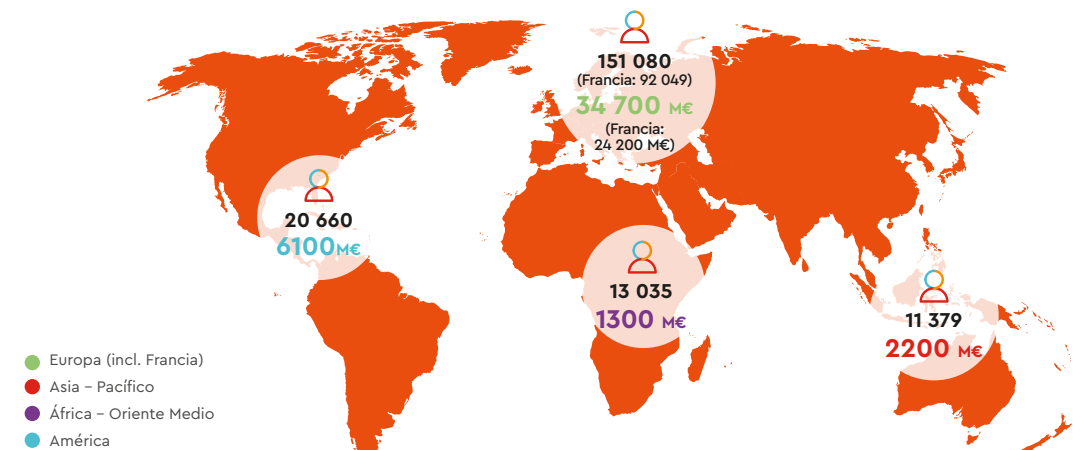 151 080
(Francia: 92 049)
34 700 M€
(Francia:
24 200 M€)
20 660
6100M€
13 035
1300 M€
11 379
2200 M€
Europa (incl. Francia)
Asia – Pacífico
África – Oriente Medio
América